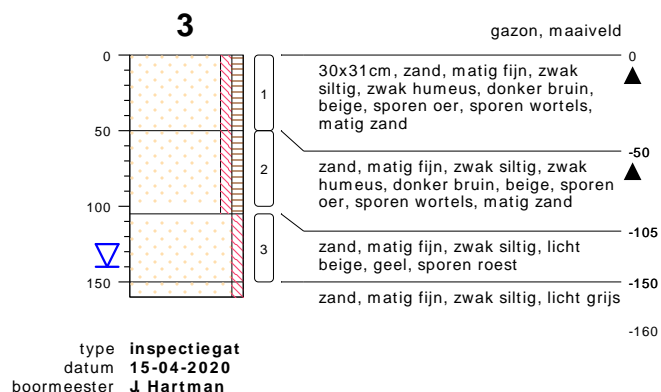 3
gazon, maaiveld
0
0
30x31cm, zand, matig fijn, zwak
siltig, zwak humeus, donker bruin,
beige, sporen oer, sporen wortels,
matig zand
1
50
-50
zand, matig fijn, zwak siltig, zwak
humeus, donker bruin, beige, sporen
oer, sporen wortels, matig zand
2
100
-105
zand, matig fijn, zwak siltig, licht
beige, geel, sporen roest
3
150
-150
zand, matig fijn, zwak siltig, licht grijs
-160
type inspectiegat
datum 15-04-2020
boormeester J. Hartman